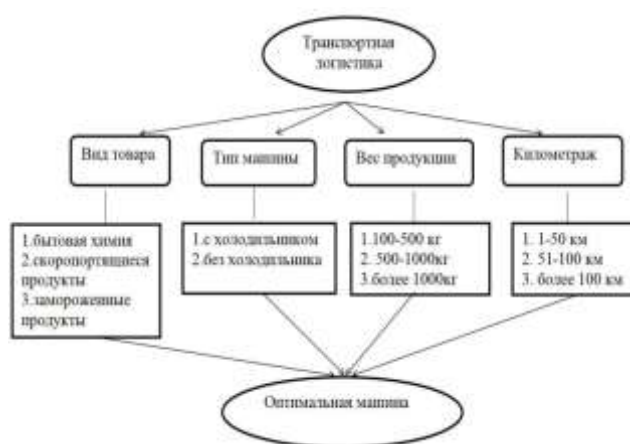 Транспортная
логистика
Вид товара
Тип машины
Вес продукции
Километраж
1.бытовая химия
2.скоропортящиеся
продукты
3.замороженные
продукты
1.с холодильником
2.без холодильника
1.100-500 кг
2. 500-1000кг
3.более 1000кг
1. 1-50 км
2. 51-100 км
3. более 100 км
Оптимальная машина